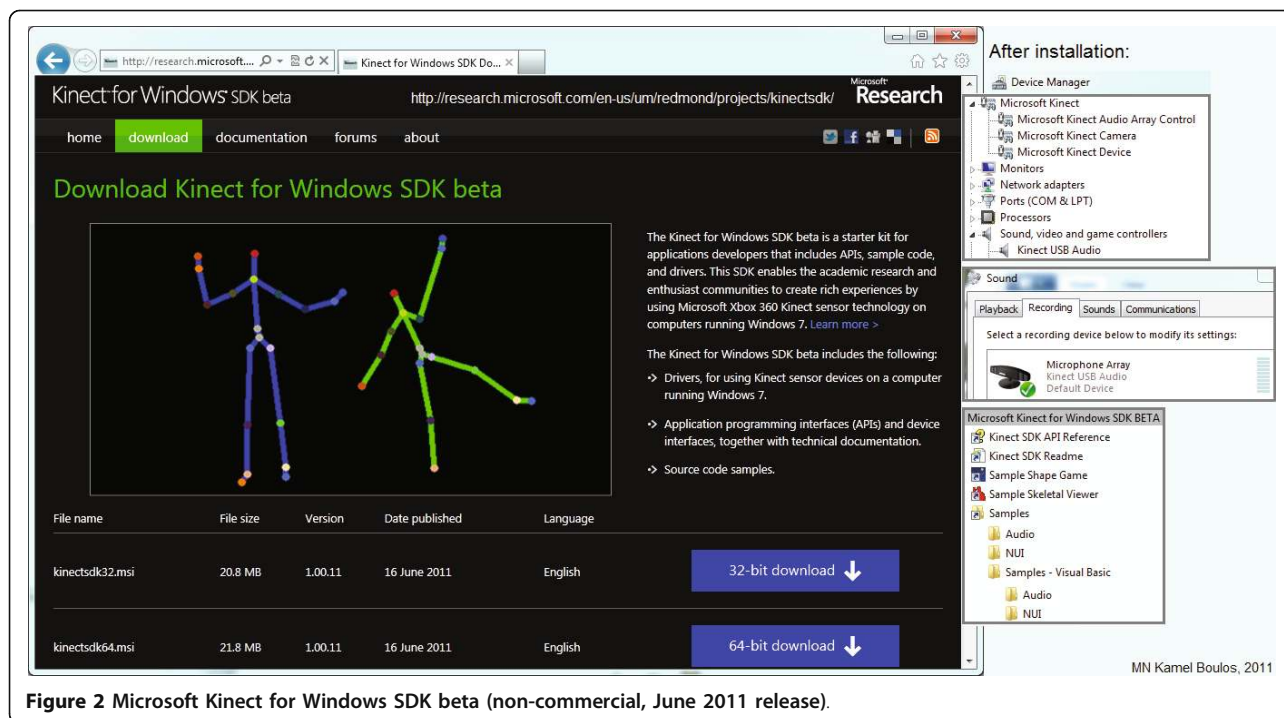 http://research.microsoft....
Kinect for Windows SDK Do...
Kinect for Windows SDK beta
http://research.microsoft.com/en-us/um/redmond/projects/kinectsdk/
Microsoft
Research
home download documentation forums about
Download Kinect for Windows SDK beta
The Kinect for Windows SDK beta is a starter kit for
applications developers that includes APIs, sample code,
and drivers. This SDK enables the academic research and
enthusiast communities to create rich experiences by
using Microsoft Xbox 360 Kinect sensor technology on
computers running Windows 7. Learn more >
The Kinect for Windows SDK beta includes the following:
Drivers, for using Kinect sensor devices on a computer
running Windows 7.
Application programming interfaces (APIs) and device
interfaces, together with technical documentation.
Source code samples.
File name File size Version Date published Language
kinectsdk32.msi 20.8 MB 1.00.11 16 June 2011 English 32-bit download
kinectsdk64.msi 21.8 MB 1.00.11 16 June 2011 English 64-bit download
After installation:
Device Manager
Microsoft Kinect
Microsoft Kinect Audio Array Control
Microsoft Kinect Camera
Microsoft Kinect Device
Monitors
Network adapters
Ports (COM & LPT)
Processors
Sound, video and game controllers
Kinect USB Audio
Sound
Playback Recording Sounds Communications
Select a recording device below to modify its settings:
Microphone Array
Kinect USB Audio
Default Device
Microsoft Kinect for Windows SDK BETA
Kinect SDK API Reference
Kinect SDK Readme
Sample Shape Game
Sample Skeletal Viewer
Samples
Audio
NUI
Samples - Visual Basic
Audio
NUI
MN Kamel Boulos, 2011
Figure 2 Microsoft Kinect for Windows SDK beta (non-commercial, June 2011 release).